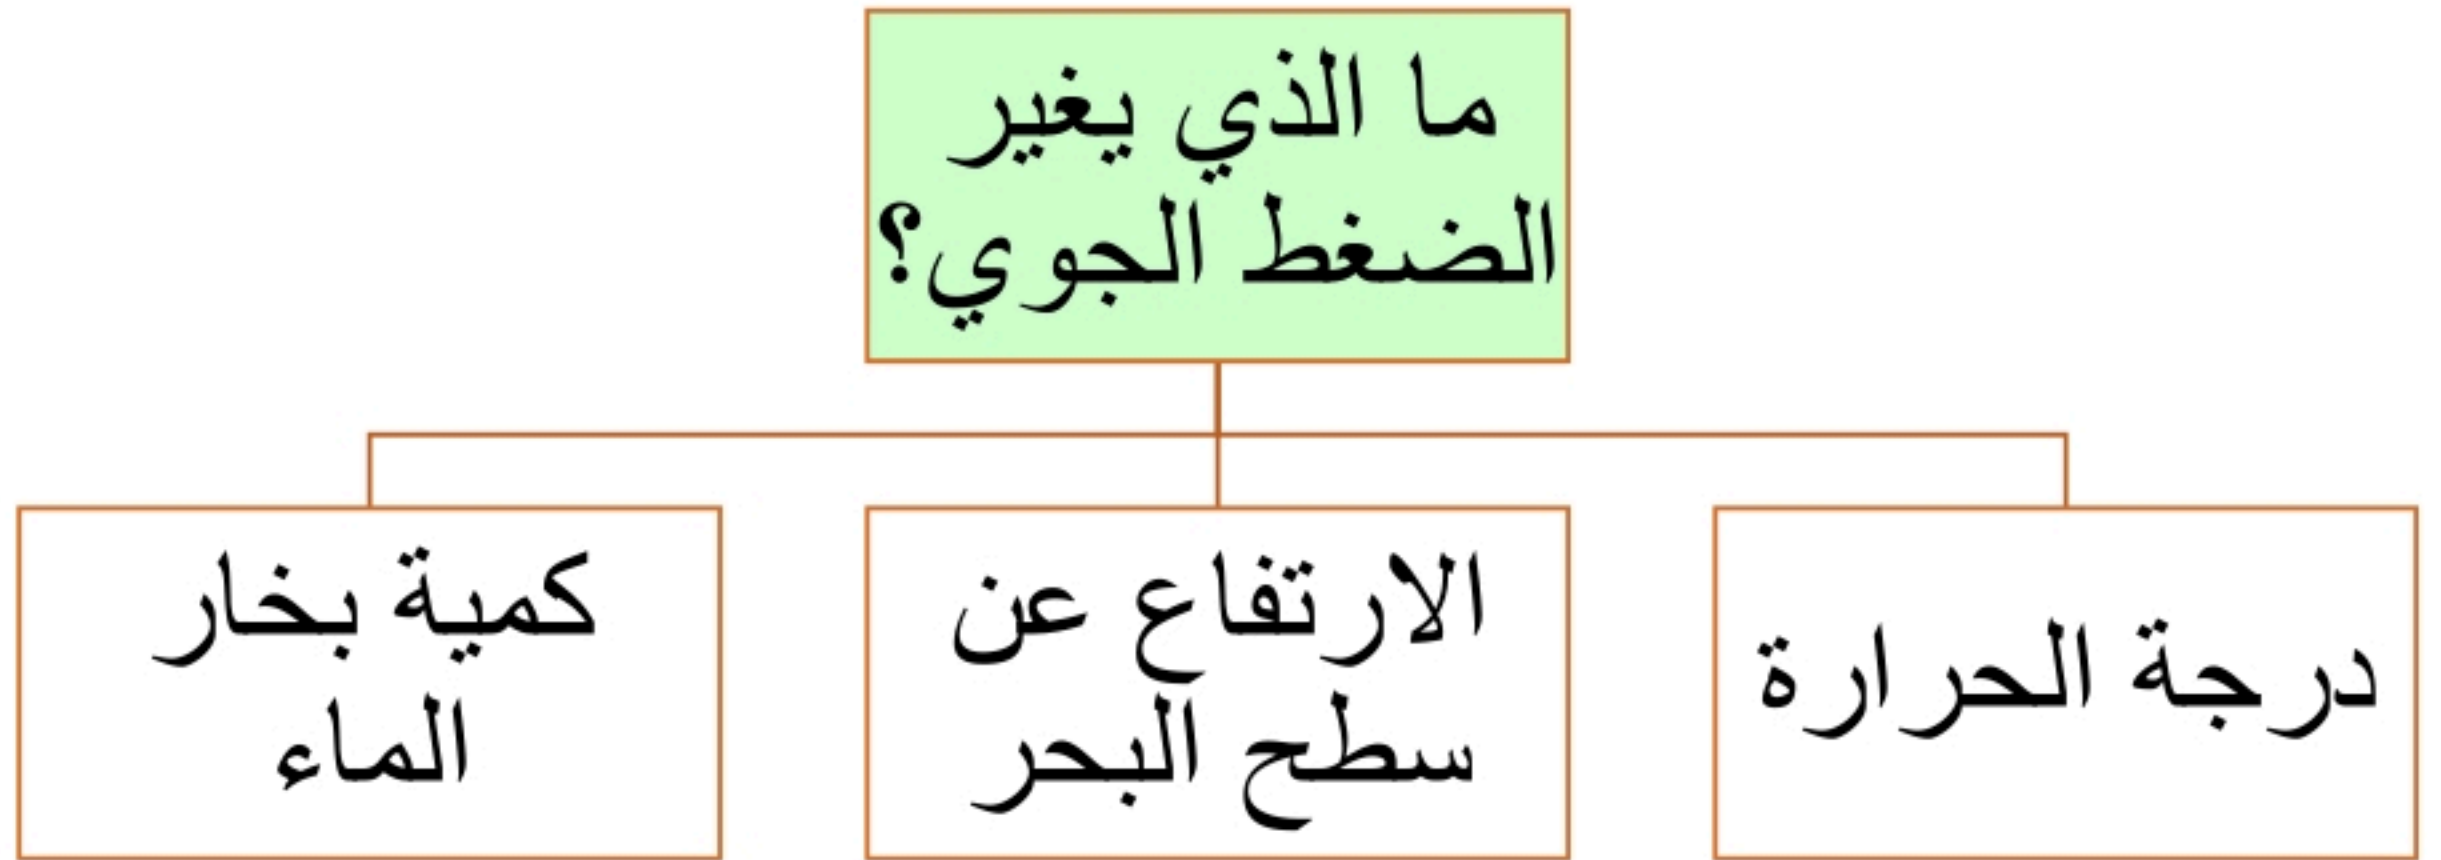 ما الذي يغير
الضغط الجوي؟
درجة الحرارة
الارتفاع عن
سطح البحر
كمية بخار
الماء